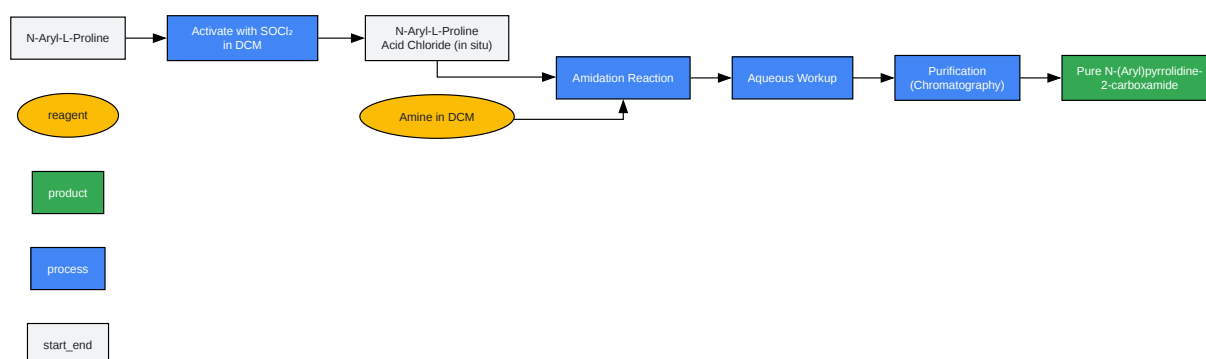 N-Aryl-L-Proline
Activate with SOCl₂
in DCM
N-Aryl-L-Proline
Acid Chloride (in situ)
Amidation Reaction
Aqueous Workup
Purification
(Chromatography)
Pure N-(Aryl)pyrrolidine-
2-carboxamide
Amine in DCM
reagent
product
process
start_end